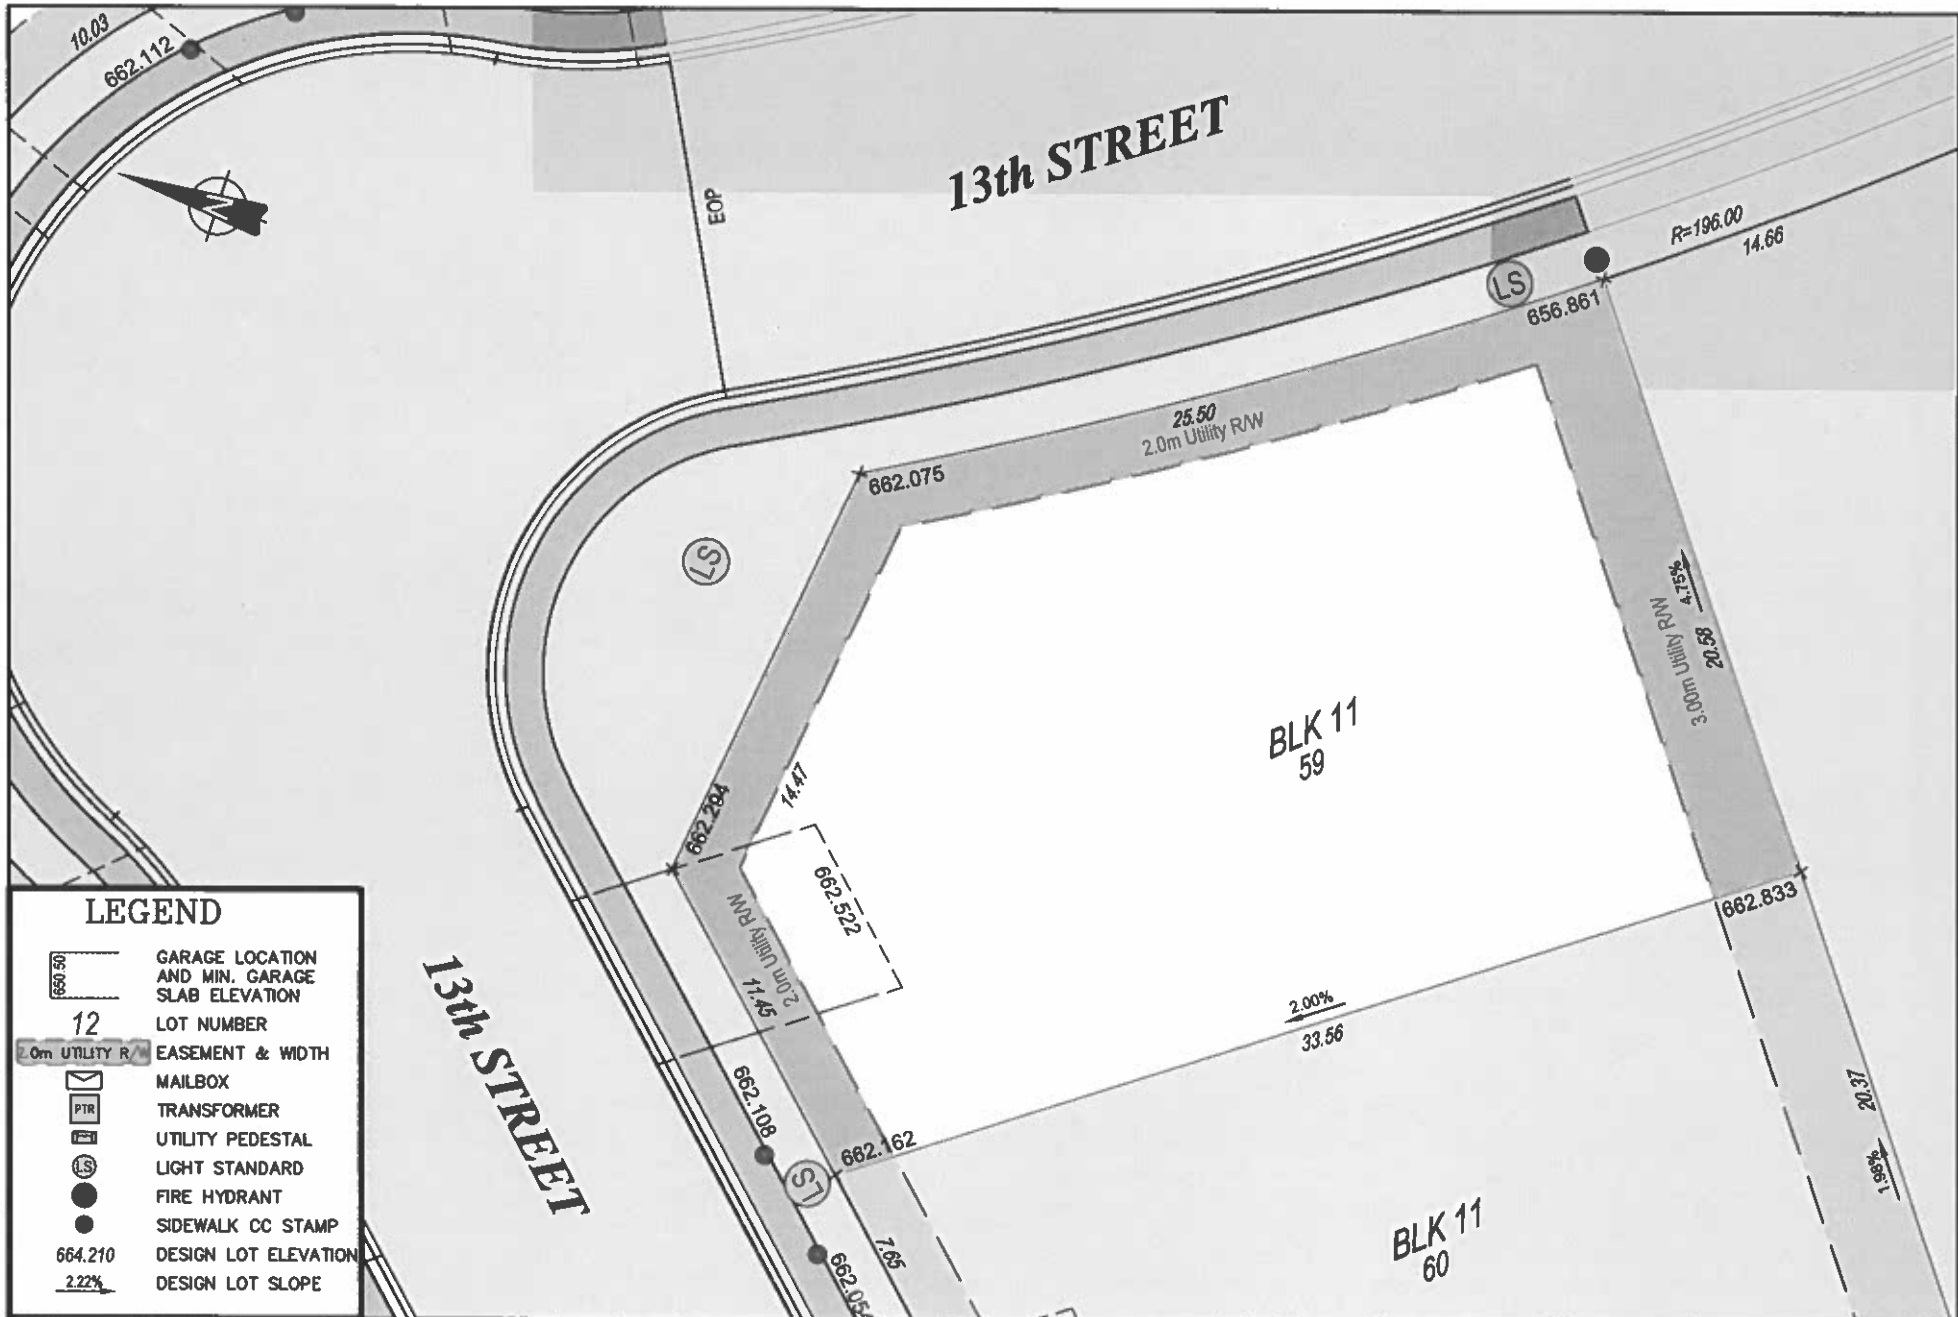 10.03
662.112
N
EOP
13th STREET
R=196.00
14.66
LS
656.861
25.50
2.0m Utility R/W
662.075
LS
4.75%
3.00m Utility R/W
20.58
BLK 11
59
14.47
662.294
662.522
2.0m Utility R/W
11.45
662.833
2.00%
33.56
13th STREET
662.108
662.162
LS
7.65
20.37
1.98%
BLK 11
60
LEGEND
650.50
GARAGE LOCATION
AND MIN. GARAGE
SLAB ELEVATION
12 LOT NUMBER
2.0m UTILITY R/W EASEMENT & WIDTH
MAILBOX
PTR TRANSFORMER
UTILITY PEDESTAL
LS LIGHT STANDARD
FIRE HYDRANT
SIDEWALK CC STAMP
664.210 DESIGN LOT ELEVATION
2.22% DESIGN LOT SLOPE